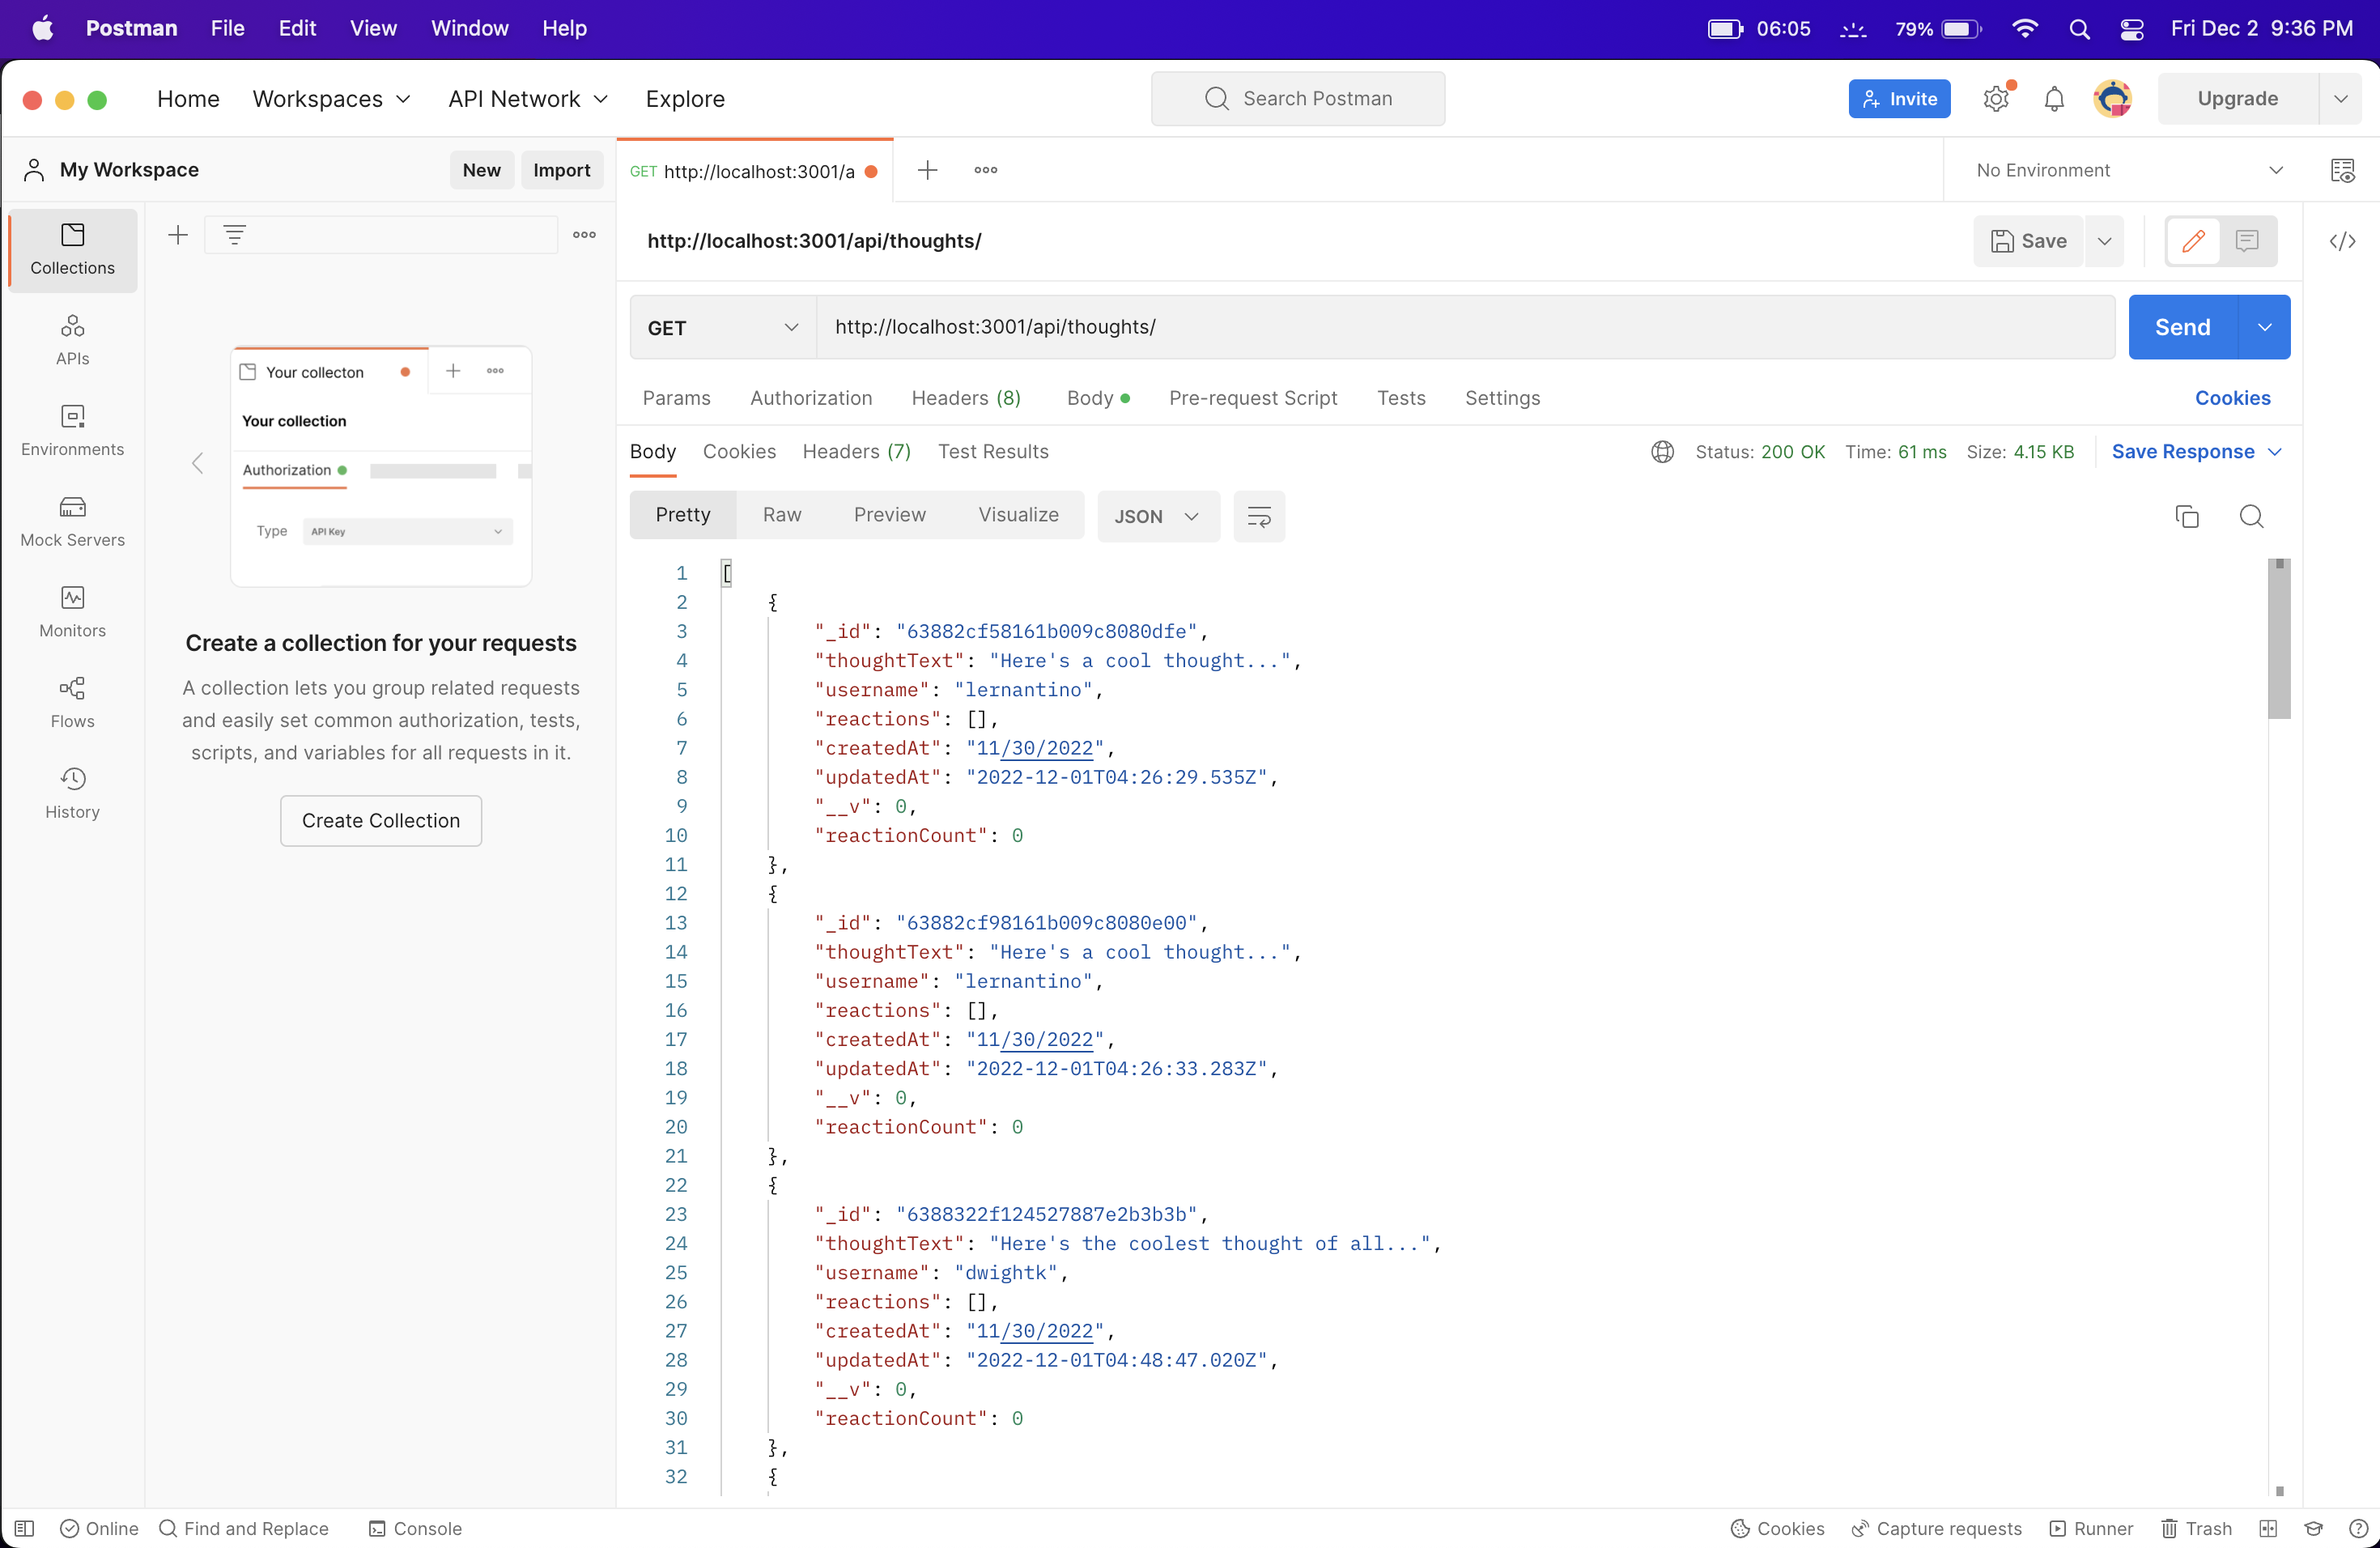 Postman File Edit View Window Help 06:05 79% Fri Dec 2 9:36 PM
Home Workspaces API Network Explore Search Postman Invite Upgrade
My Workspace New Import GET http://localhost:3001/a No Environment
Collections
APIs
Environments
Mock Servers
Monitors
Flows
History
Your collecton
Your collection
Authorization
Type API Key
Create a collection for your requests
A collection lets you group related requests
and easily set common authorization, tests,
scripts, and variables for all requests in it.
Create Collection
http://localhost:3001/api/thoughts/ Save
GET http://localhost:3001/api/thoughts/ Send
Params Authorization Headers (8) Body Pre-request Script Tests Settings Cookies
Body Cookies Headers (7) Test Results Status: 200 OK Time: 61 ms Size: 4.15 KB Save Response
Pretty Raw Preview Visualize JSON
1 [
2 {
3 "_id": "63882cf58161b009c8080dfe",
4 "thoughtText": "Here's a cool thought...",
5 "username": "lernantino",
6 "reactions": [],
7 "createdAt": "11/30/2022",
8 "updatedAt": "2022-12-01T04:26:29.535Z",
9 "__v": 0,
10 "reactionCount": 0
11 },
12 {
13 "_id": "63882cf98161b009c8080e00",
14 "thoughtText": "Here's a cool thought...",
15 "username": "lernantino",
16 "reactions": [],
17 "createdAt": "11/30/2022",
18 "updatedAt": "2022-12-01T04:26:33.283Z",
19 "__v": 0,
20 "reactionCount": 0
21 },
22 {
23 "_id": "6388322f124527887e2b3b3b",
24 "thoughtText": "Here's the coolest thought of all...",
25 "username": "dwightk",
26 "reactions": [],
27 "createdAt": "11/30/2022",
28 "updatedAt": "2022-12-01T04:48:47.020Z",
29 "__v": 0,
30 "reactionCount": 0
31 },
32 {
Online Find and Replace Console Cookies Capture requests Runner Trash